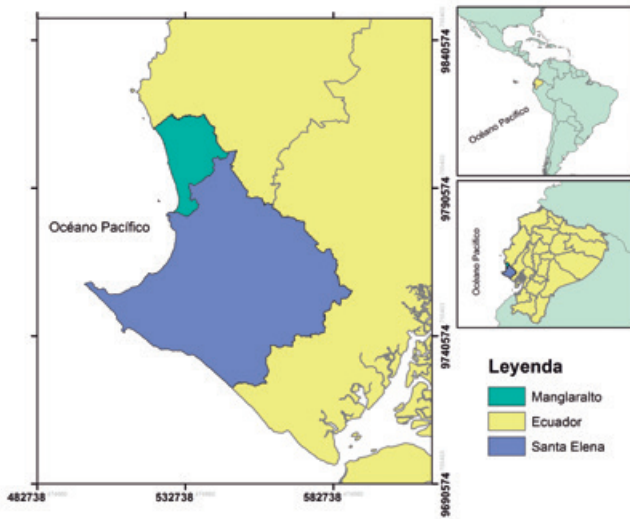 Océano Pacífico
9840574
9790574
9740574
9690574
482738
532738
582738
Océano Pacífico
Océano Pacífico
Leyenda
Manglaralto
Ecuador
Santa Elena